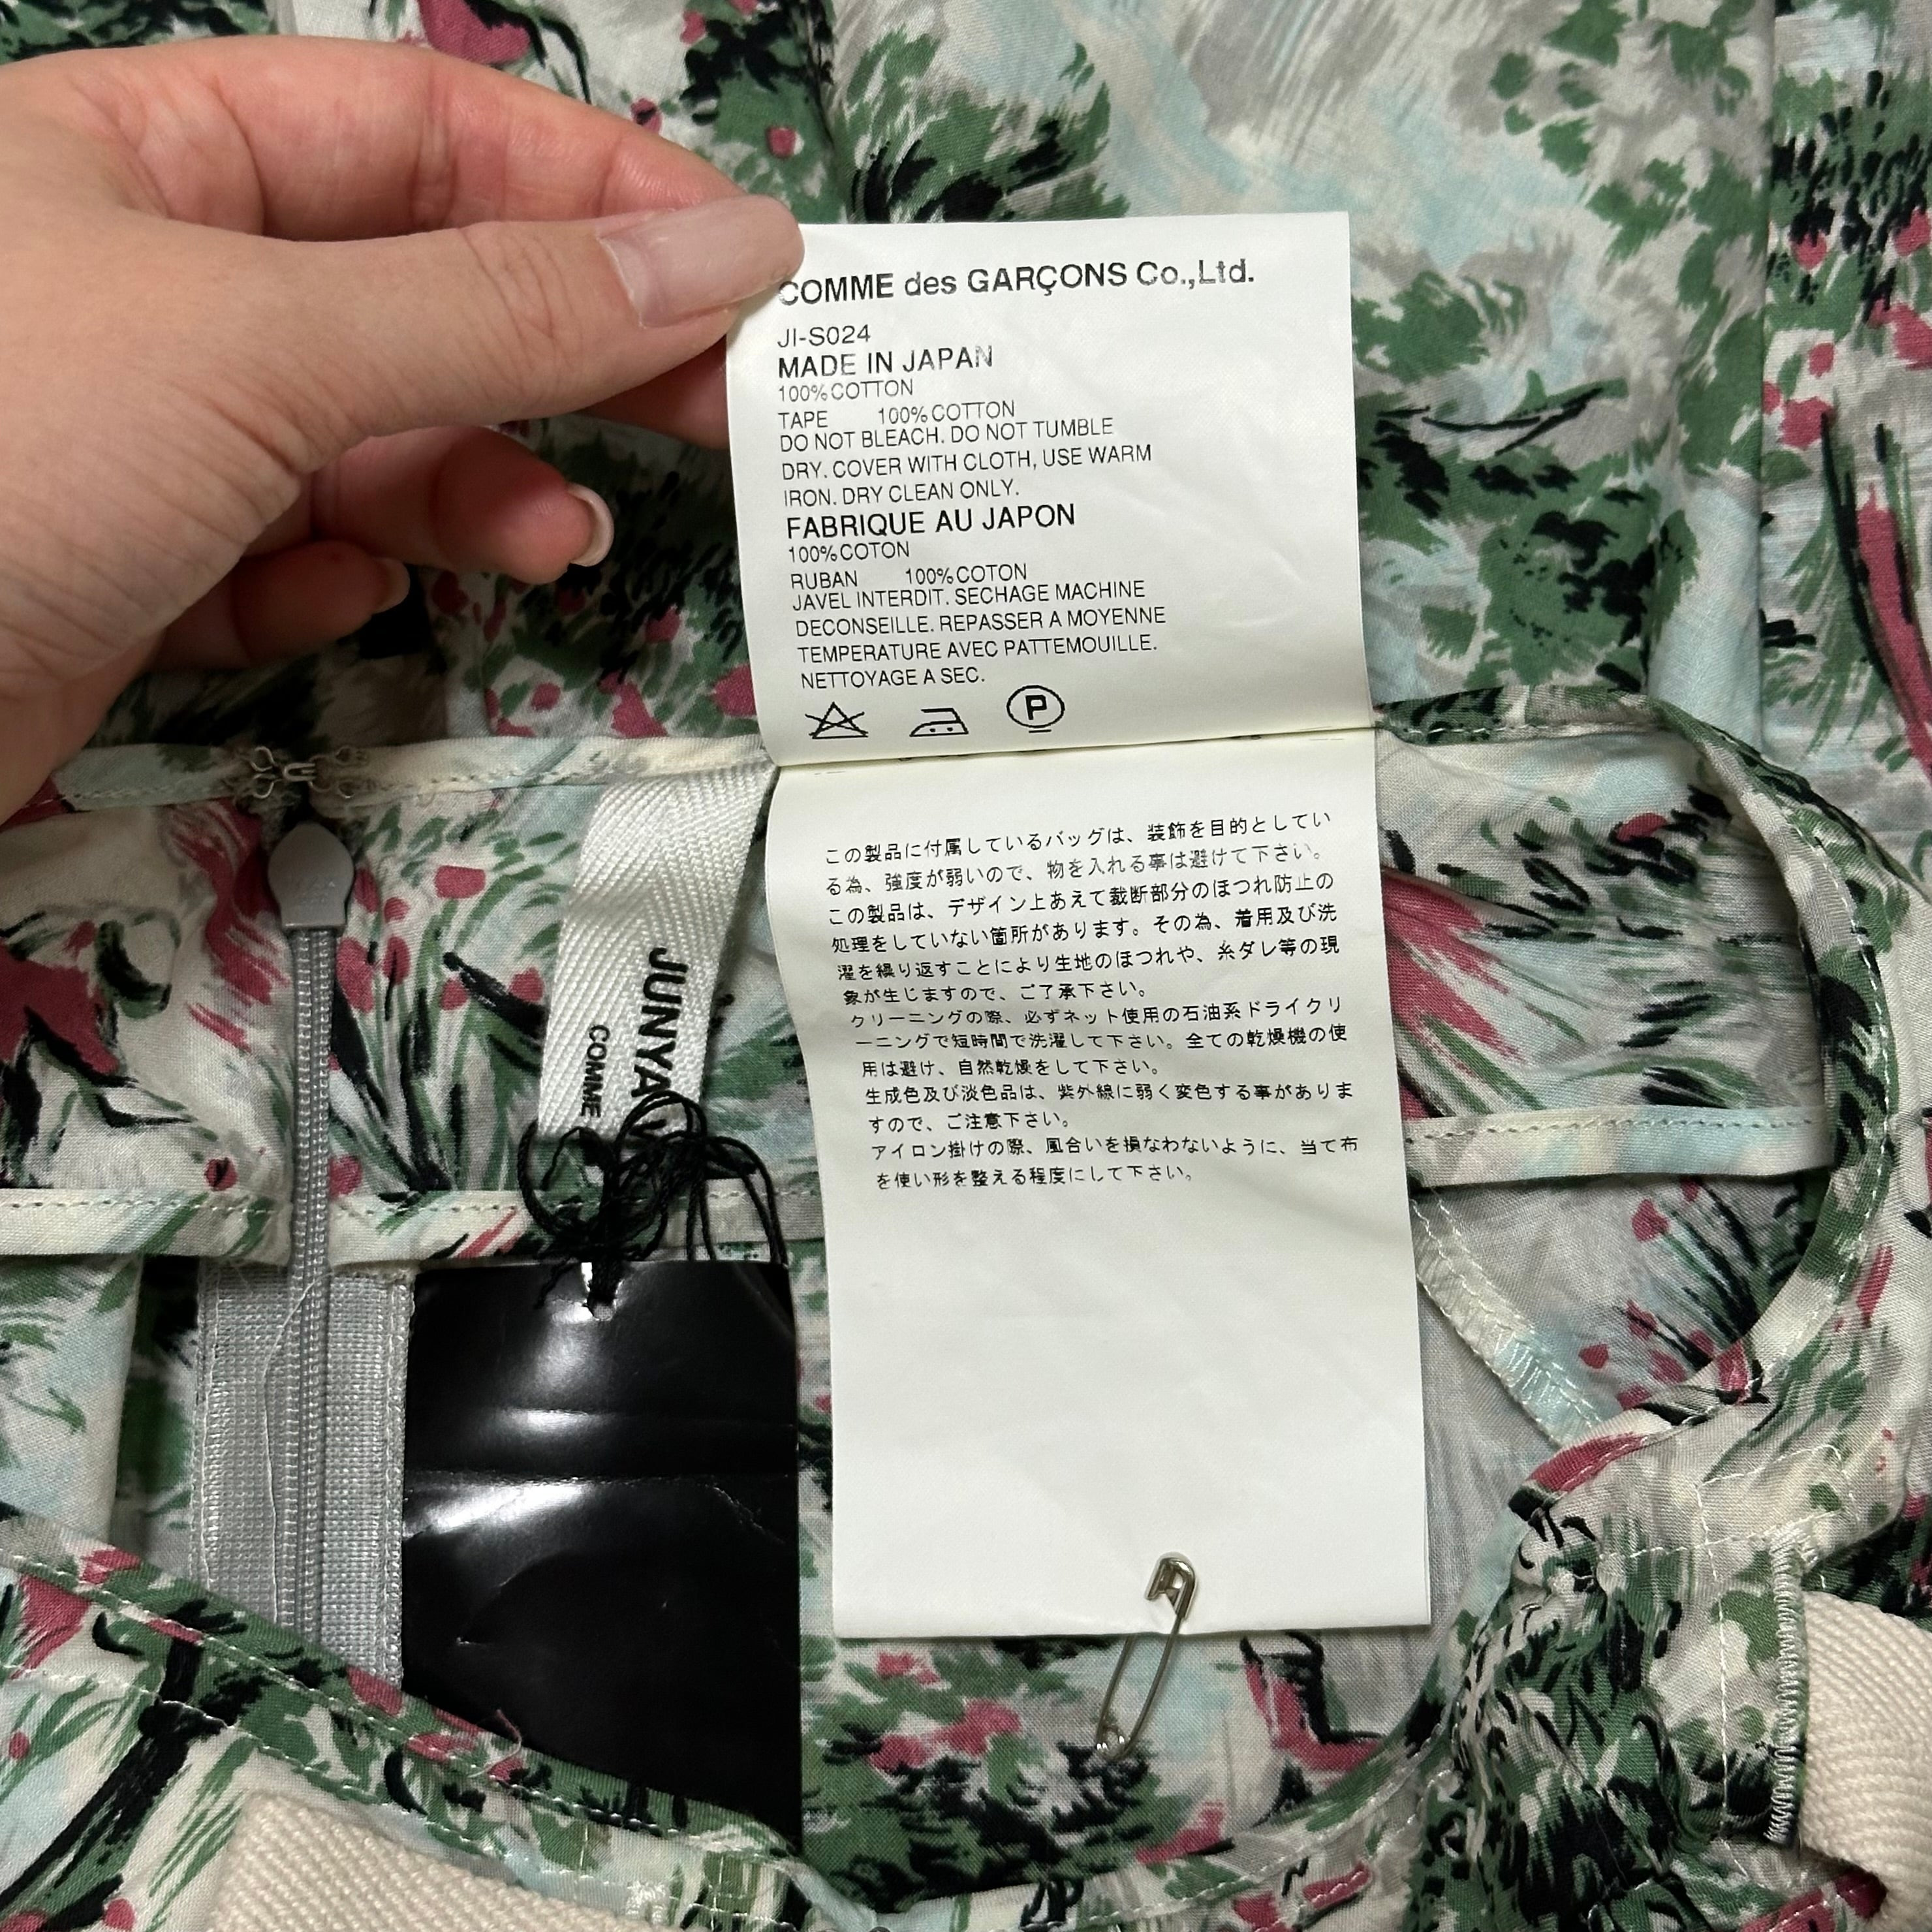 COMME des GARÇONS Co.,Ltd.
JI-S024
MADE IN JAPAN
100%COTTON
TAPE 100%COTTON
DO NOT BLEACH. DO NOT TUMBLE
DRY. COVER WITH CLOTH, USE WARM
IRON. DRY CLEAN ONLY.
FABRIQUE AU JAPON
100%COTON
RUBAN 100%COTON
JAVEL INTERDIT. SECHAGE MACHINE
DECONSEILLE. REPASSER A MOYENNE
TEMPERATURE AVEC PATTEMOUILLE.
NETTOYAGE A SEC.
P
この製品に付属しているバッグは、装飾を目的としてい
る為、強度が弱いので、物を入れる事は避けて下さい。
この製品は、デザイン上あえて裁断部分のほつれ防止の
処理をしていない箇所があります。その為、着用及び洗
濯を繰り返すことにより生地のほつれや、糸ダレ等の現
象が生じますので、ご了承下さい。
クリーニングの際、必ずネット使用の石油系ドライクリ
ーニングで短時間で洗濯して下さい。全ての乾燥機の使
用は避け、自然乾燥をして下さい。
生成色及び淡色品は、紫外線に弱く変色する事がありま
すので、ご注意下さい。
アイロン掛けの際、風合いを損なわないように、当て布
を使い形を整える程度にして下さい。
JUNYA
COMME